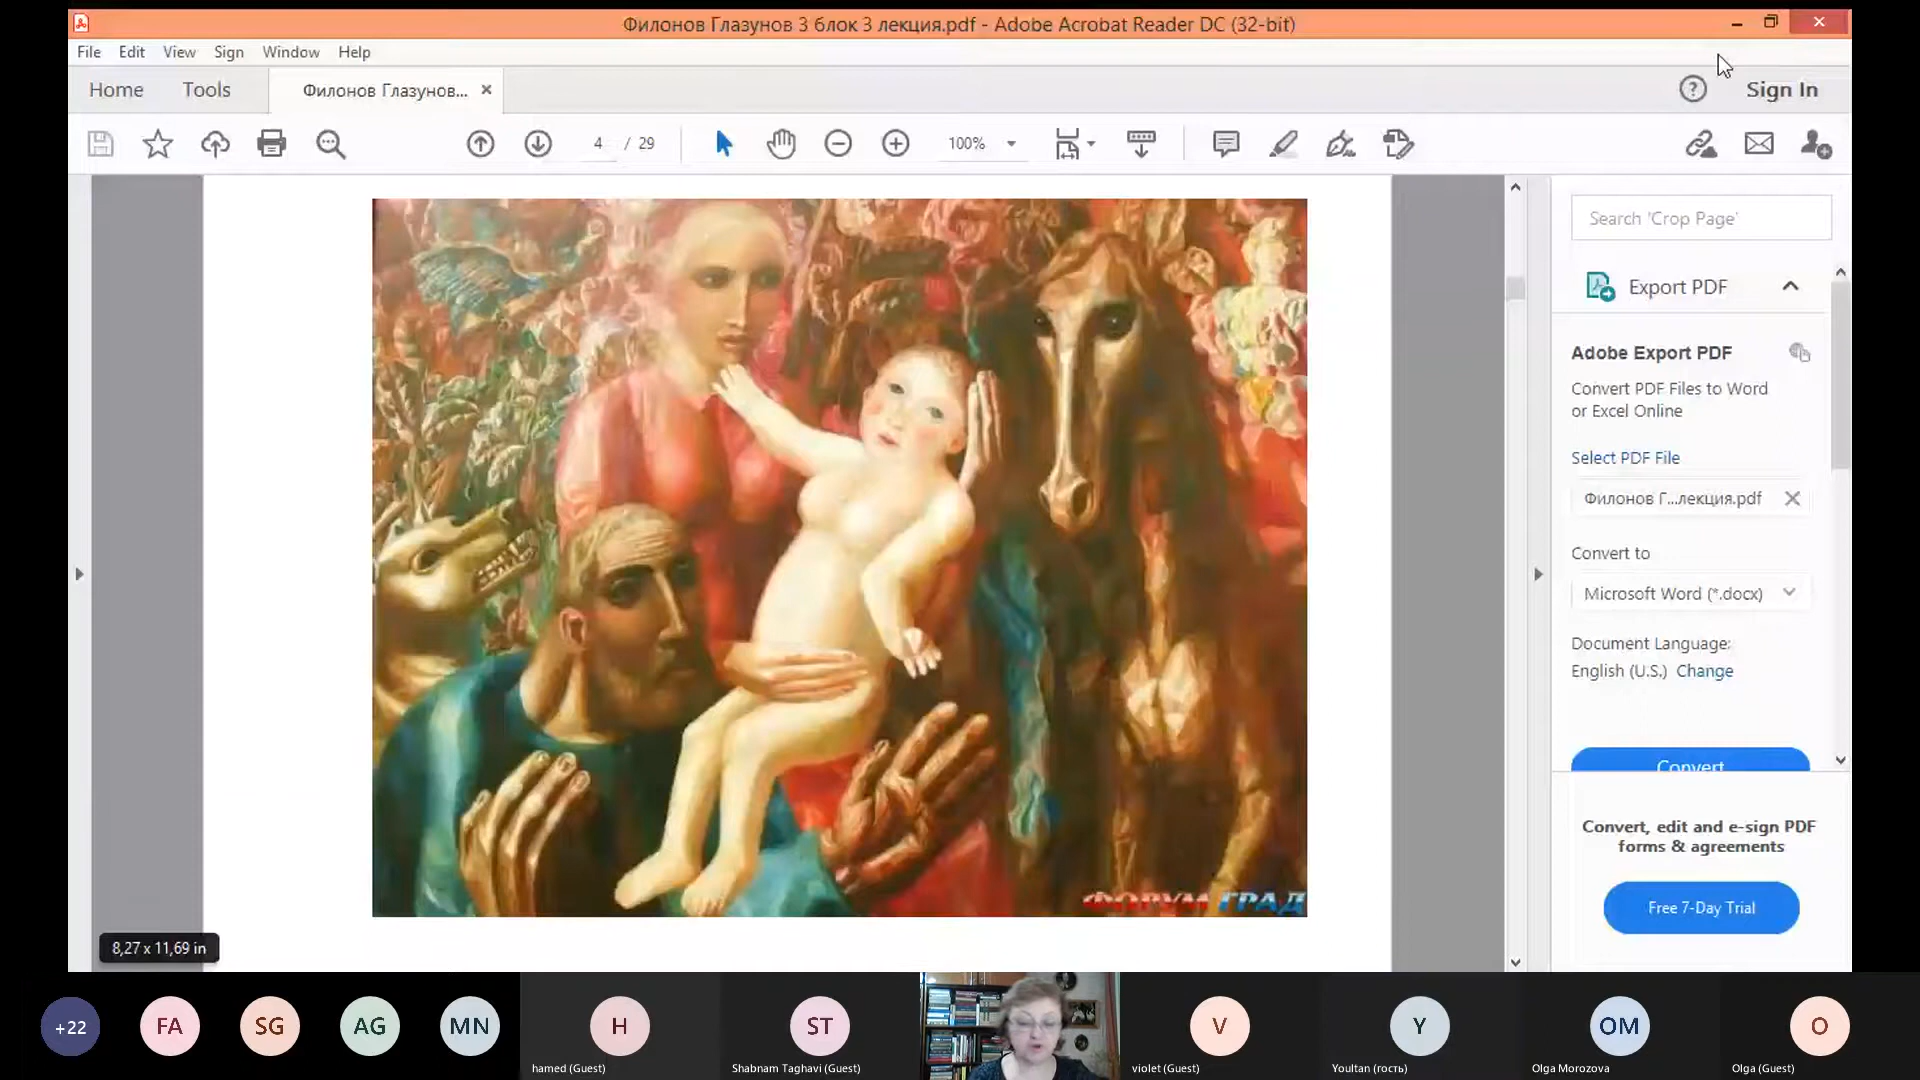 Филонов Глазунов 3 блок 3 лекция.pdf - Adobe Acrobat Reader DC (32-bit)
File Edit View Sign Window Help
Home Tools Филонов Глазунов... Sign In
4 / 29 100%
Search 'Crop Page'
Export PDF
Adobe Export PDF
Convert PDF Files to Word
or Excel Online
Select PDF File
Филонов Г...лекция.pdf
Convert to
Microsoft Word (*.docx)
Document Language:
English (U.S.) Change
Convert
Convert, edit and e-sign PDF
forms & agreements
Free 7-Day Trial
ФОРУМ ГРАД
8,27 x 11,69 in
+22 FA SG AG MN H ST V Y OM O
hamed (Guest) Shabnam Taghavi (Guest) violet (Guest) Youltan (гость) Olga Morozova Olga (Guest)